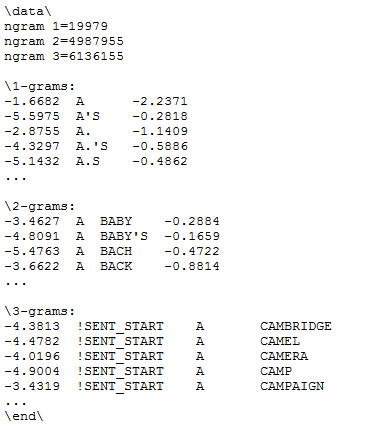 \data\
ngram 1=19979
ngram 2=4987955
ngram 3=6136155
\1-grams:
-1.6682 A -2.2371
-5.5975 A'S -0.2818
-2.8755 A. -1.1409
-4.3297 A.'S -0.5886
-5.1432 A.S -0.4862
...
\2-grams:
-3.4627 A BABY -0.2884
-4.8091 A BABY'S -0.1659
-5.4763 A BACH -0.4722
-3.6622 A BACK -0.8814
...
\3-grams:
-4.3813 !SENT_START A CAMBRIDGE
-4.4782 !SENT_START A CAMEL
-4.0196 !SENT_START A CAMERA
-4.9004 !SENT_START A CAMP
-3.4319 !SENT_START A CAMPAIGN
...
\end\